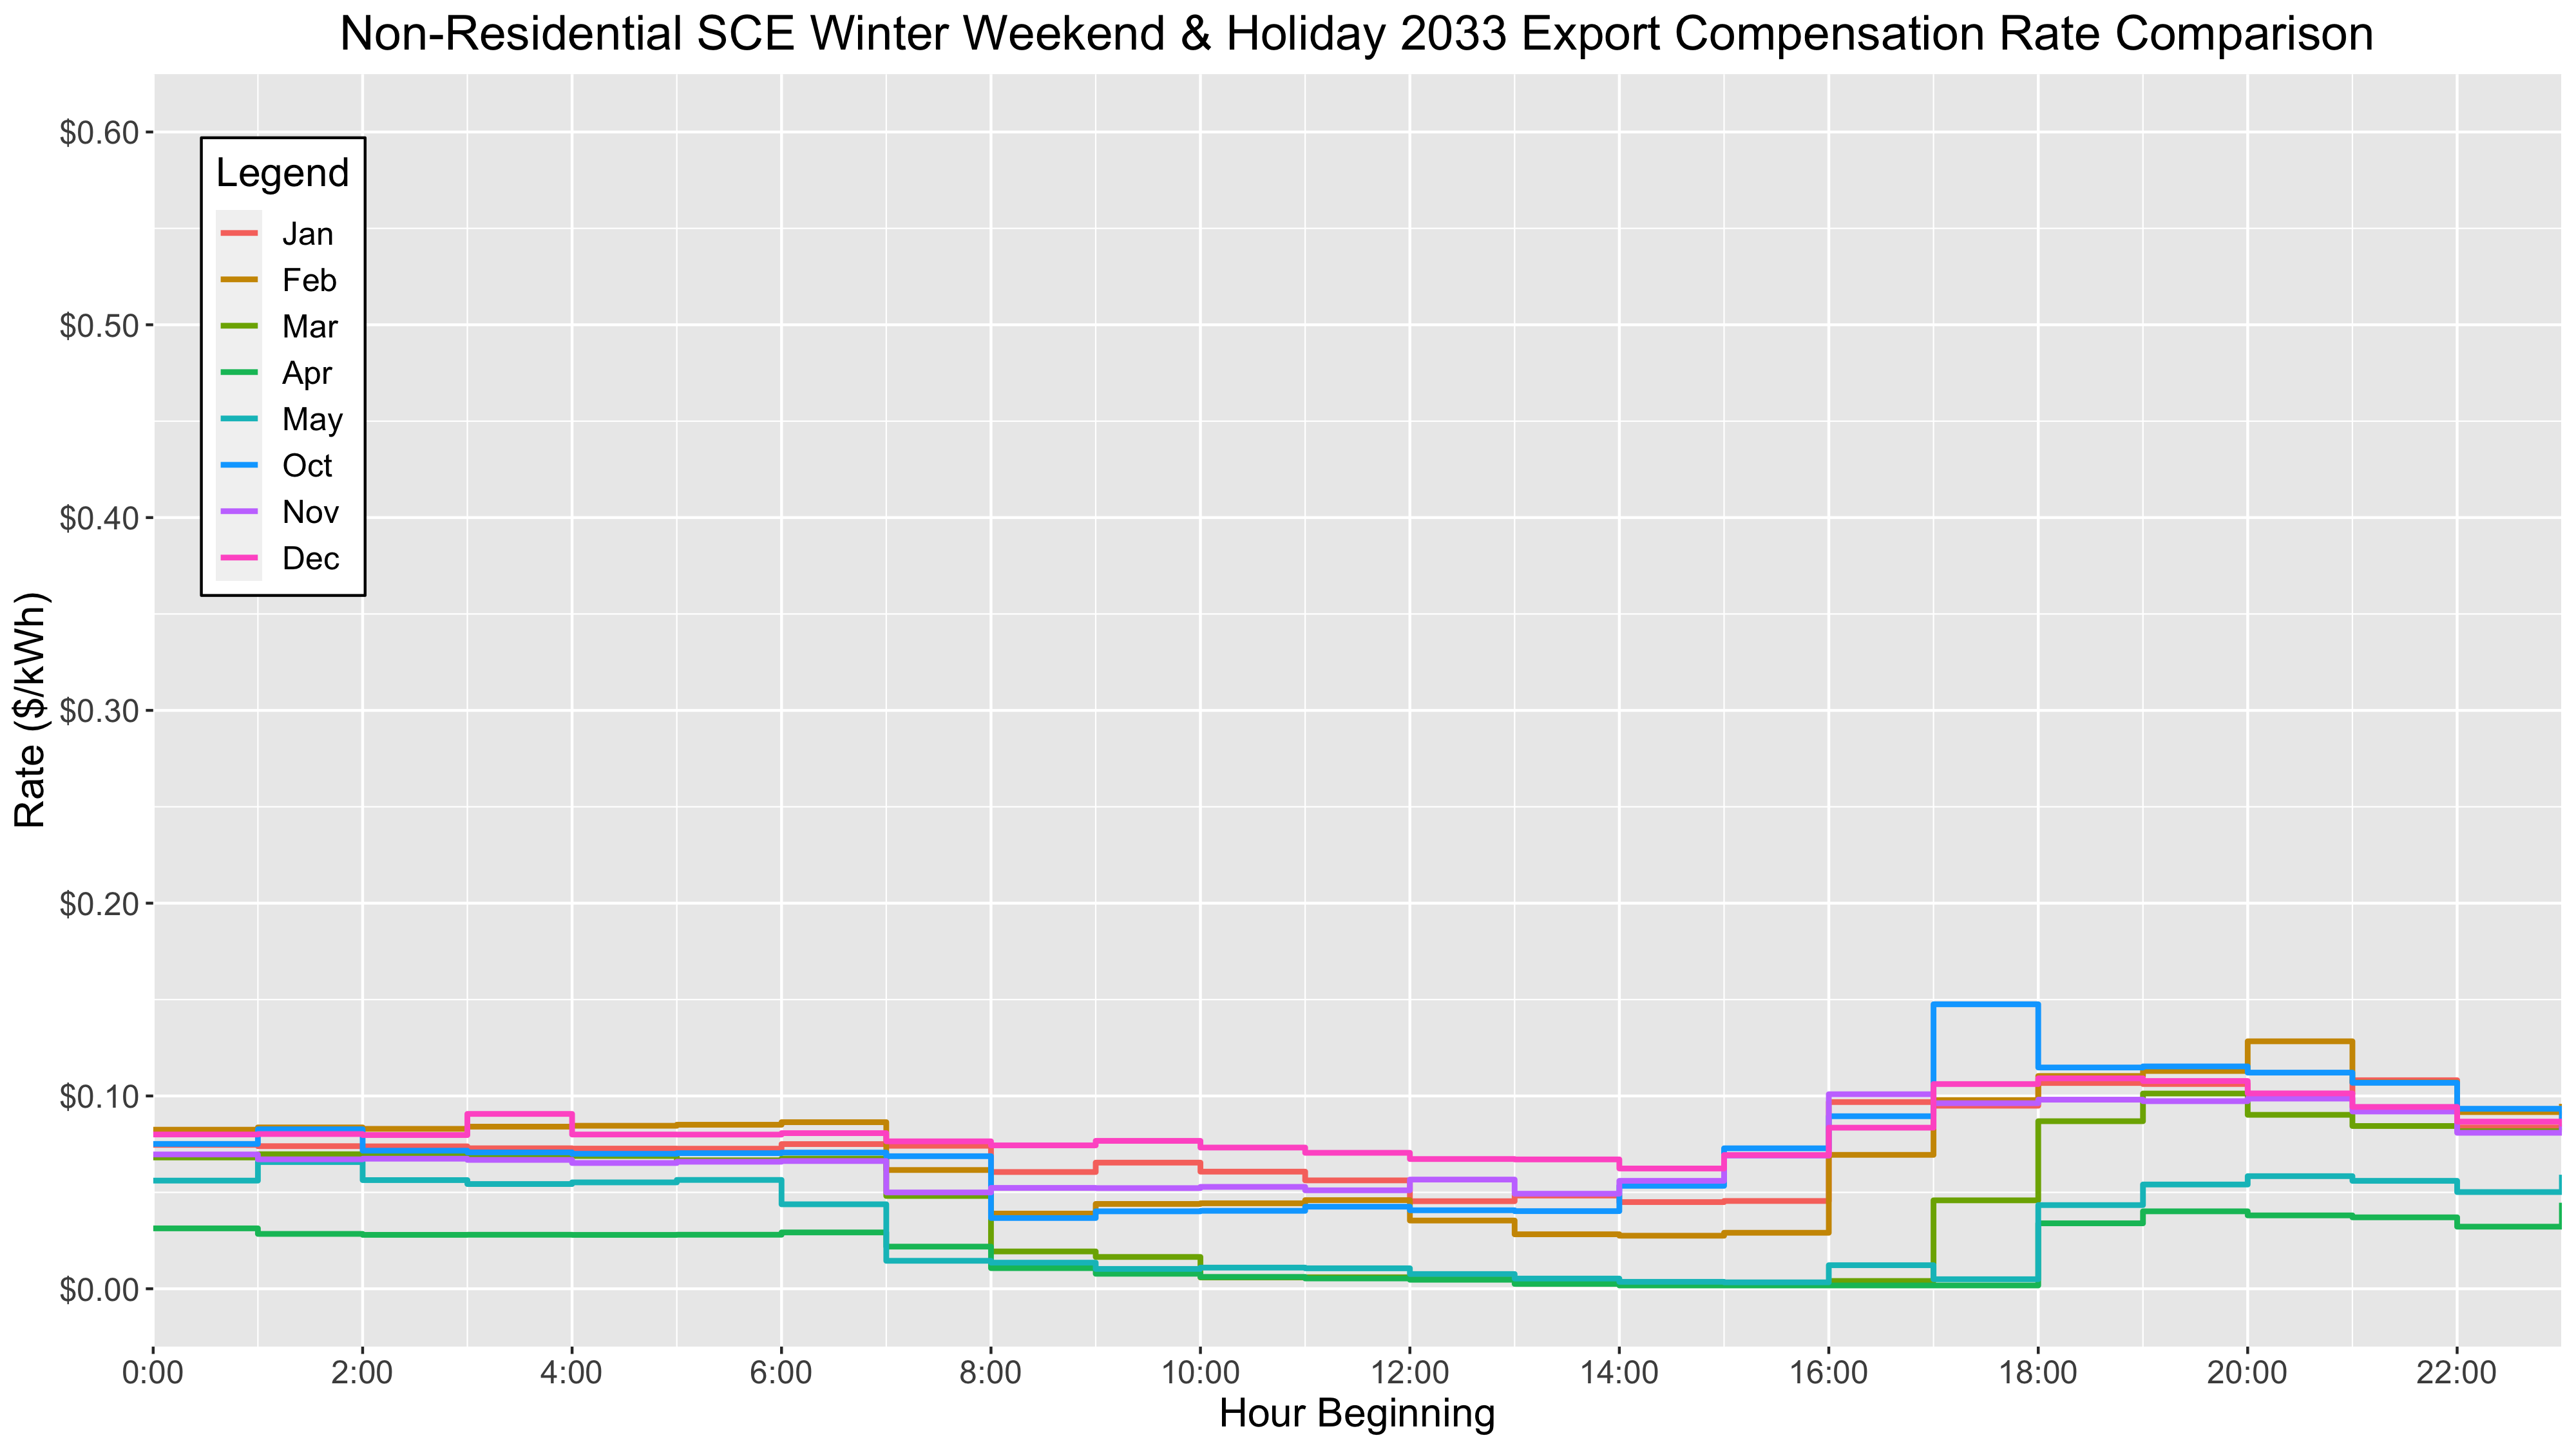 Non-Residential SCE Winter Weekend & Holiday 2033 Export Compensation Rate Comparison
$0.60
$0.50
$0.40
$0.30
$0.20
$0.10
$0.00
Rate ($/kWh)
Legend
Jan
Feb
Mar
Apr
May
Oct
Nov
Dec
0:00 2:00 4:00 6:00 8:00 10:00 12:00 14:00 16:00 18:00 20:00 22:00
Hour Beginning